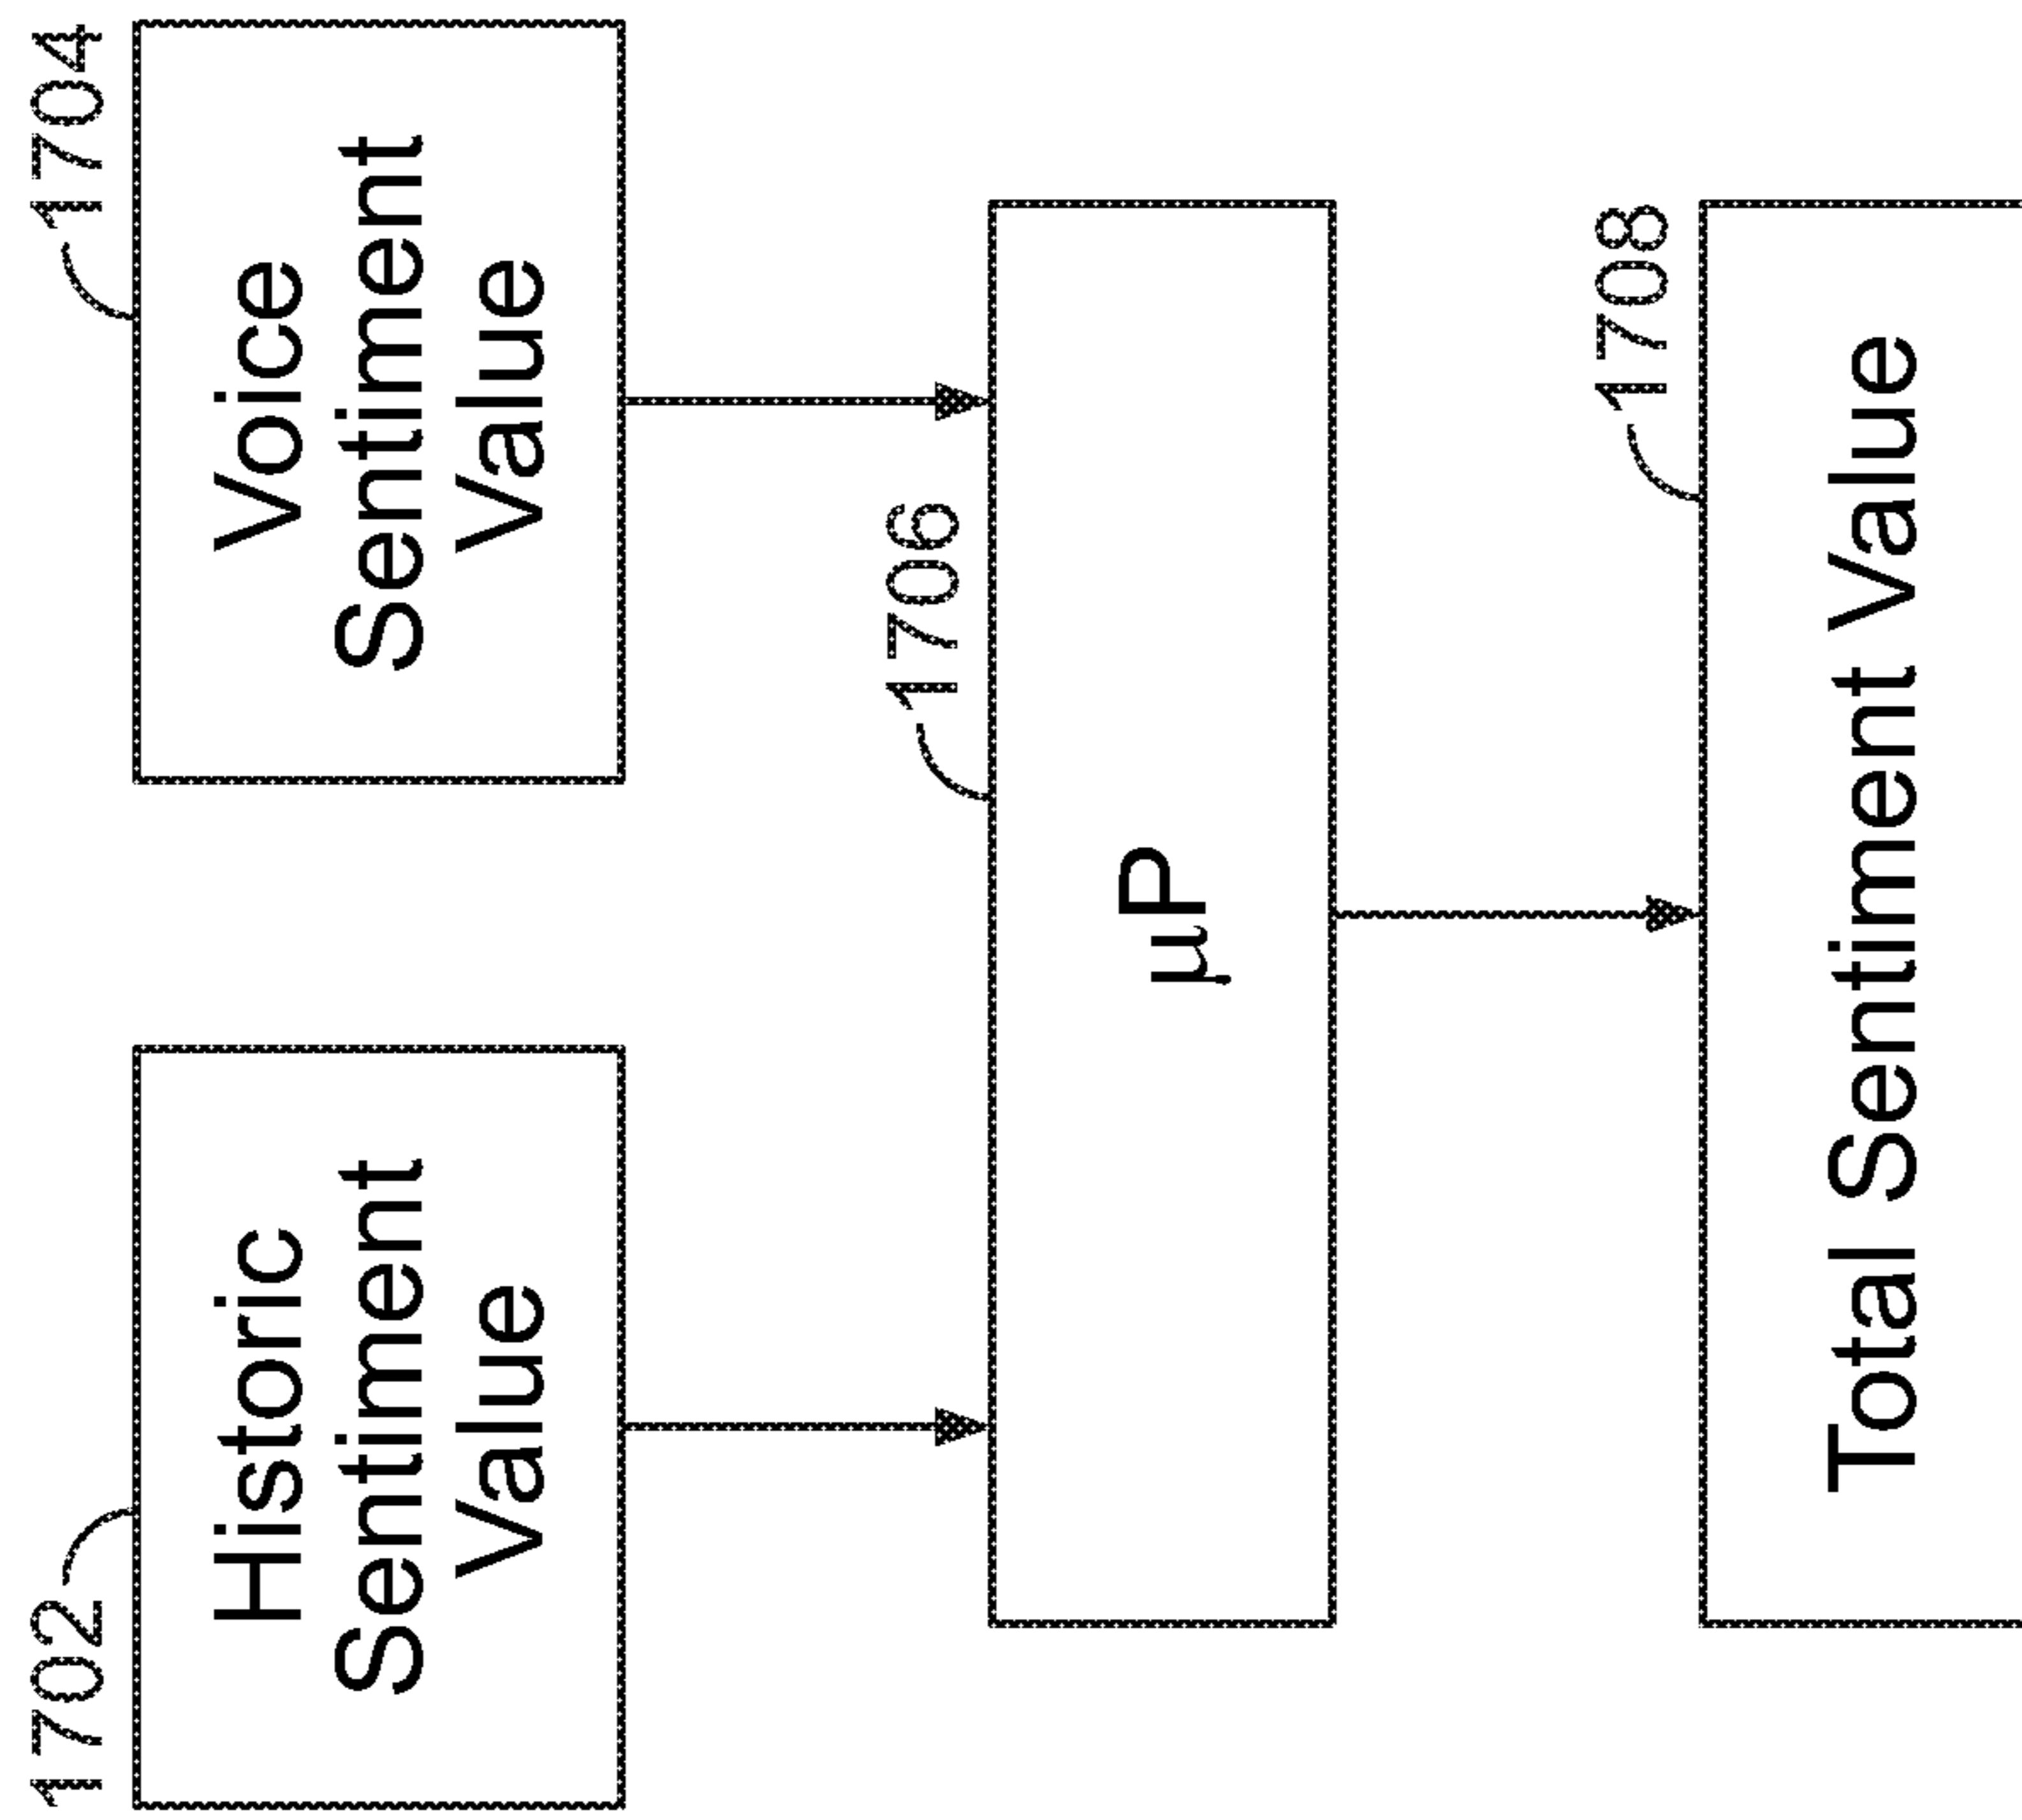 1702
Historic
Sentiment
Value
1704
Voice
Sentiment
Value
1706
μP
1708
Total Sentiment Value